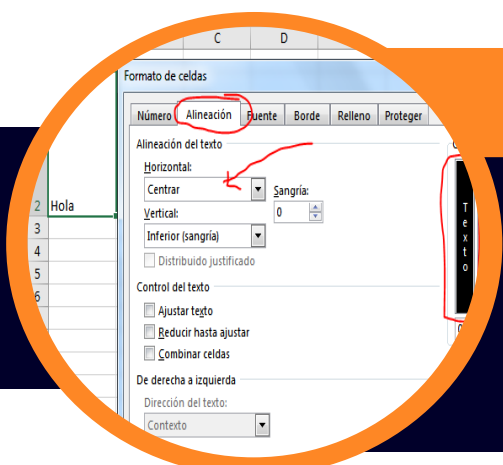 C D
Formato de celdas
Número Alineación Fuente Borde Relleno Proteger
Alineación del texto
Horizontal:
Centrar
Sangría:
2 Hola
Vertical:
0
3
Inferior (sangría)
4
Distribuido justificado
5
Control del texto
6
Ajustar texto
Reducir hasta ajustar
Combinar celdas
De derecha a izquierda
Dirección del texto:
Contexto
Texto
0